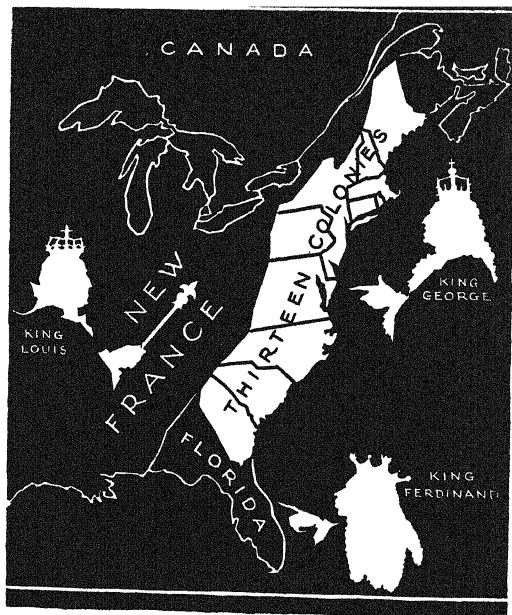 CANADA
THIRTEEN COLONIES
KING
GEORGE
NEW
FRANCE
KING
LOUIS
FLORIDA
KING
FERDINAND